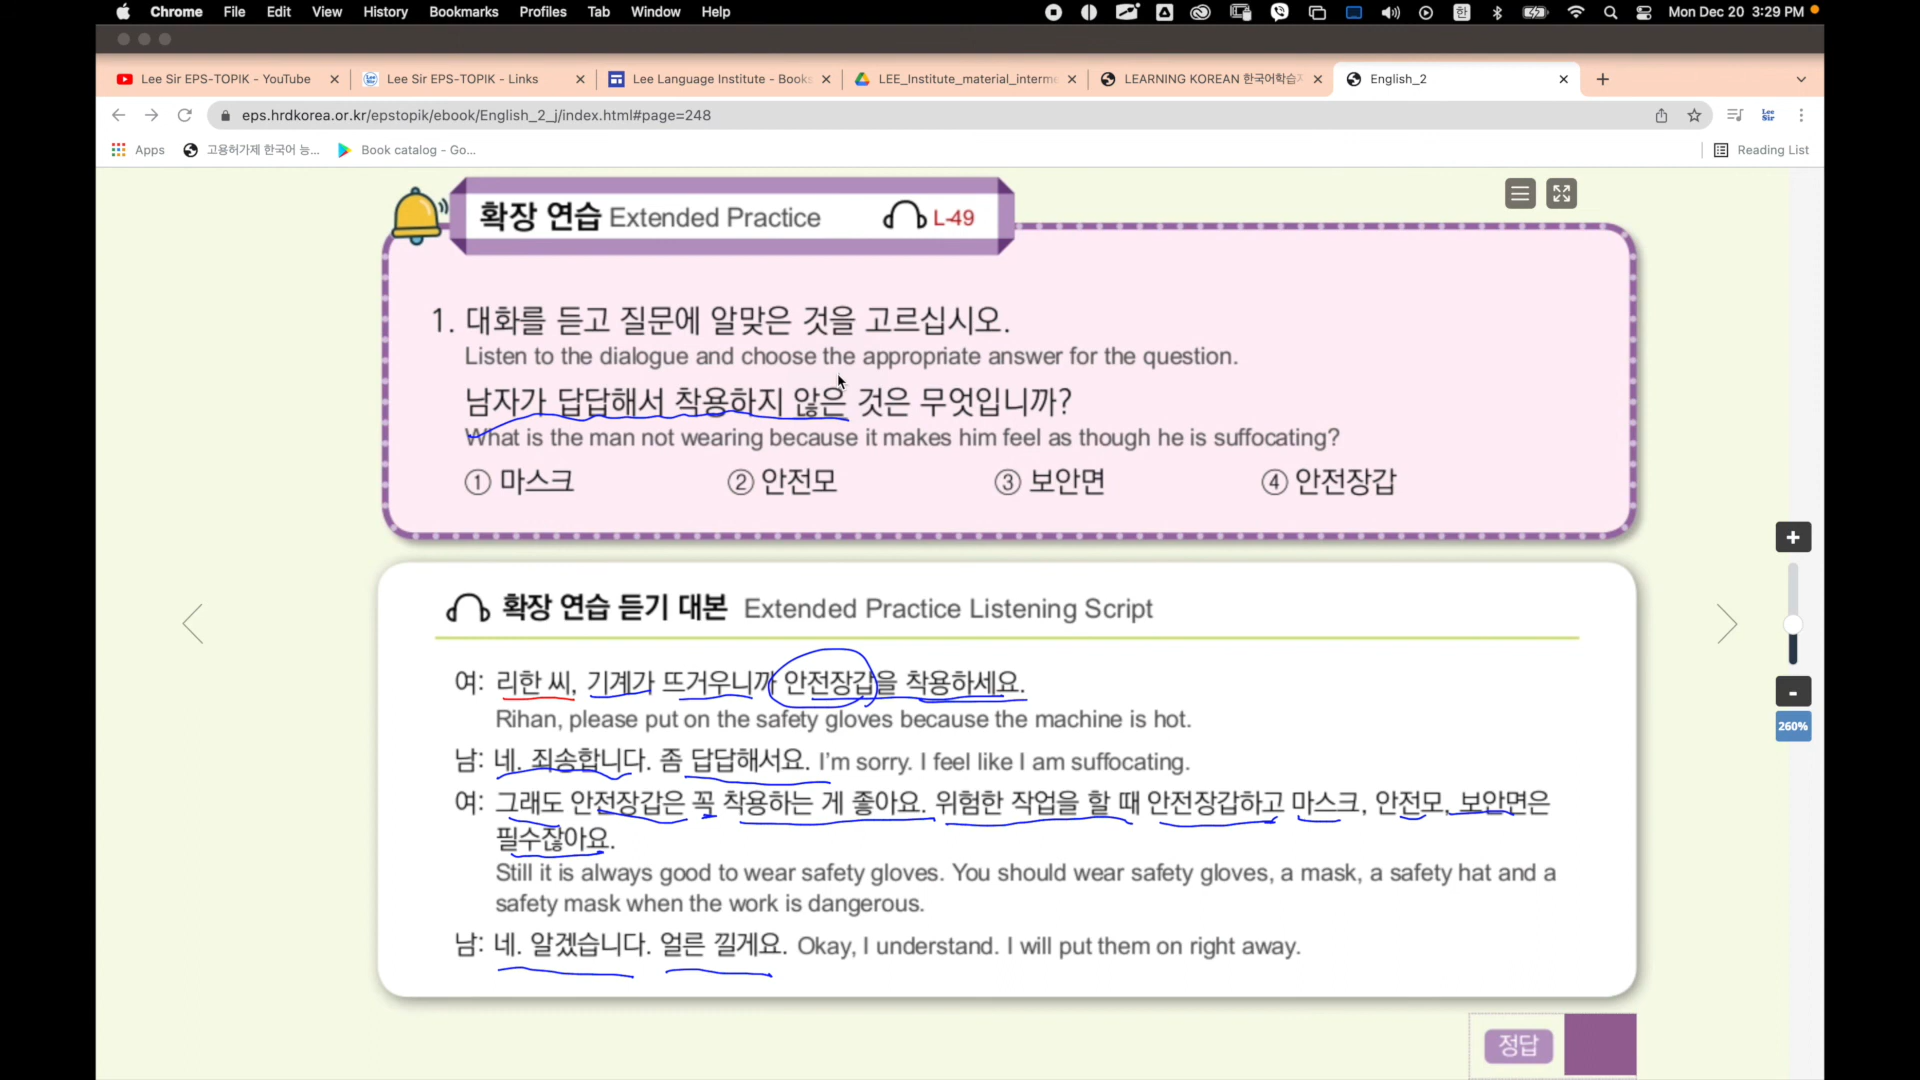 Chrome File Edit View History Bookmarks Profiles Tab Window Help 한 Mon Dec 20 3:29 PM
Lee Sir EPS-TOPIK - YouTube Lee Sir EPS-TOPIK - Links Lee Language Institute - Books LEE_Institute_material_interme LEARNING KOREAN 한국어학습 English_2
eps.hrdkorea.or.kr/epstopik/ebook/English_2_j/index.html#page=248 Lee Sir
Apps 고용허가제 한국어 능... Book catalog - Go... Reading List
확장 연습 Extended Practice L-49
1. 대화를 듣고 질문에 알맞은 것을 고르십시오.
Listen to the dialogue and choose the appropriate answer for the question.
남자가 답답해서 착용하지 않은 것은 무엇입니까?
What is the man not wearing because it makes him feel as though he is suffocating?
① 마스크 ② 안전모 ③ 보안면 ④ 안전장갑
+
확장 연습 듣기 대본 Extended Practice Listening Script
여: 리한 씨, 기계가 뜨거우니까 안전장갑을 착용하세요.
Rihan, please put on the safety gloves because the machine is hot.
-
260%
남: 네. 죄송합니다. 좀 답답해서요. I'm sorry. I feel like I am suffocating.
여: 그래도 안전장갑은 꼭 착용하는 게 좋아요. 위험한 작업을 할 때 안전장갑하고 마스크, 안전모, 보안면은
필수잖아요.
Still it is always good to wear safety gloves. You should wear safety gloves, a mask, a safety hat and a
safety mask when the work is dangerous.
남: 네. 알겠습니다. 얼른 낄게요. Okay, I understand. I will put them on right away.
정답